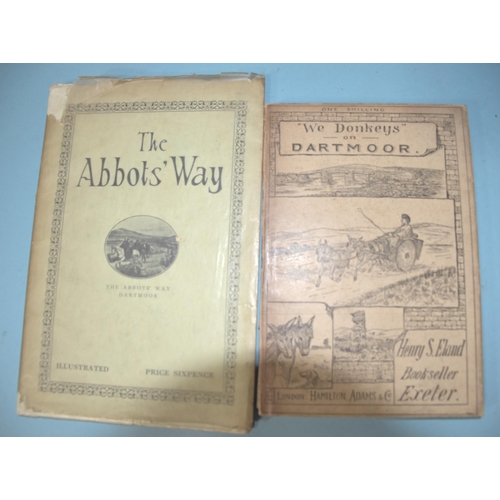 The
Abbots' Way
THE ABBOTS WAY
DARTMOOR
ILLUSTRATED PRICE SIXPENCE
ONE SHILLING
"We Donkeys"
on
DARTMOOR.
Henry S. Eland
Bookseller
Exeter.
LONDON HAMILTON, ADAMS & Co